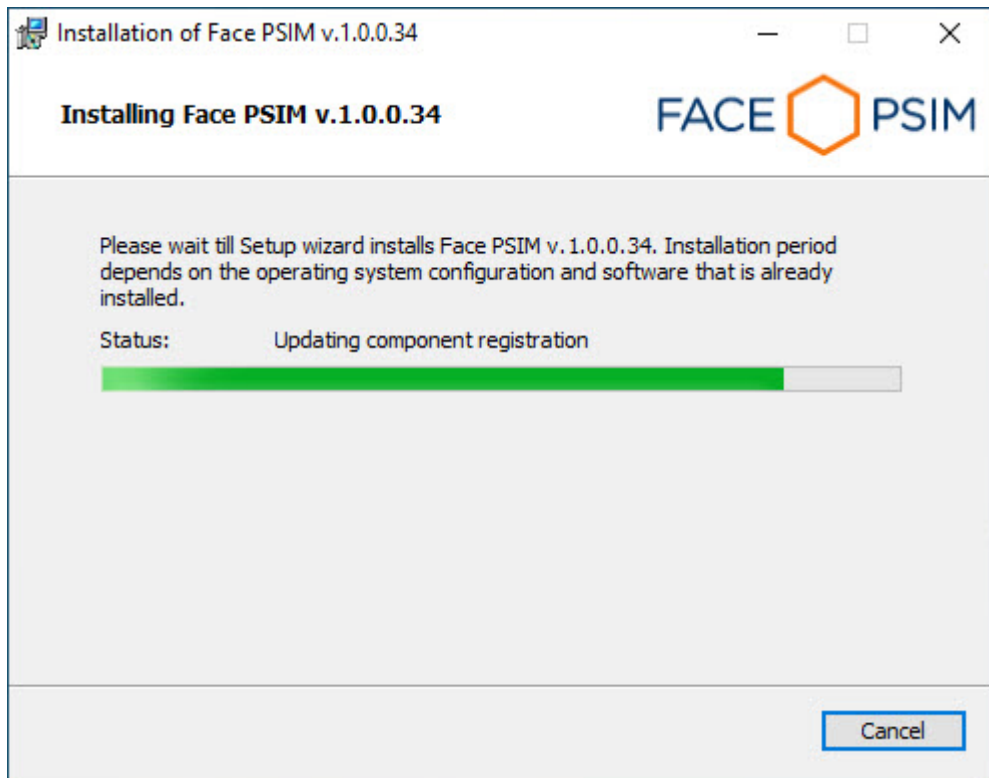 Installation of Face PSIM v.1.0.0.34
Installing Face PSIM v.1.0.0.34
FACE PSIM
Please wait till Setup wizard installs Face PSIM v.1.0.0.34. Installation period
depends on the operating system configuration and software that is already
installed.
Status: Updating component registration
Cancel